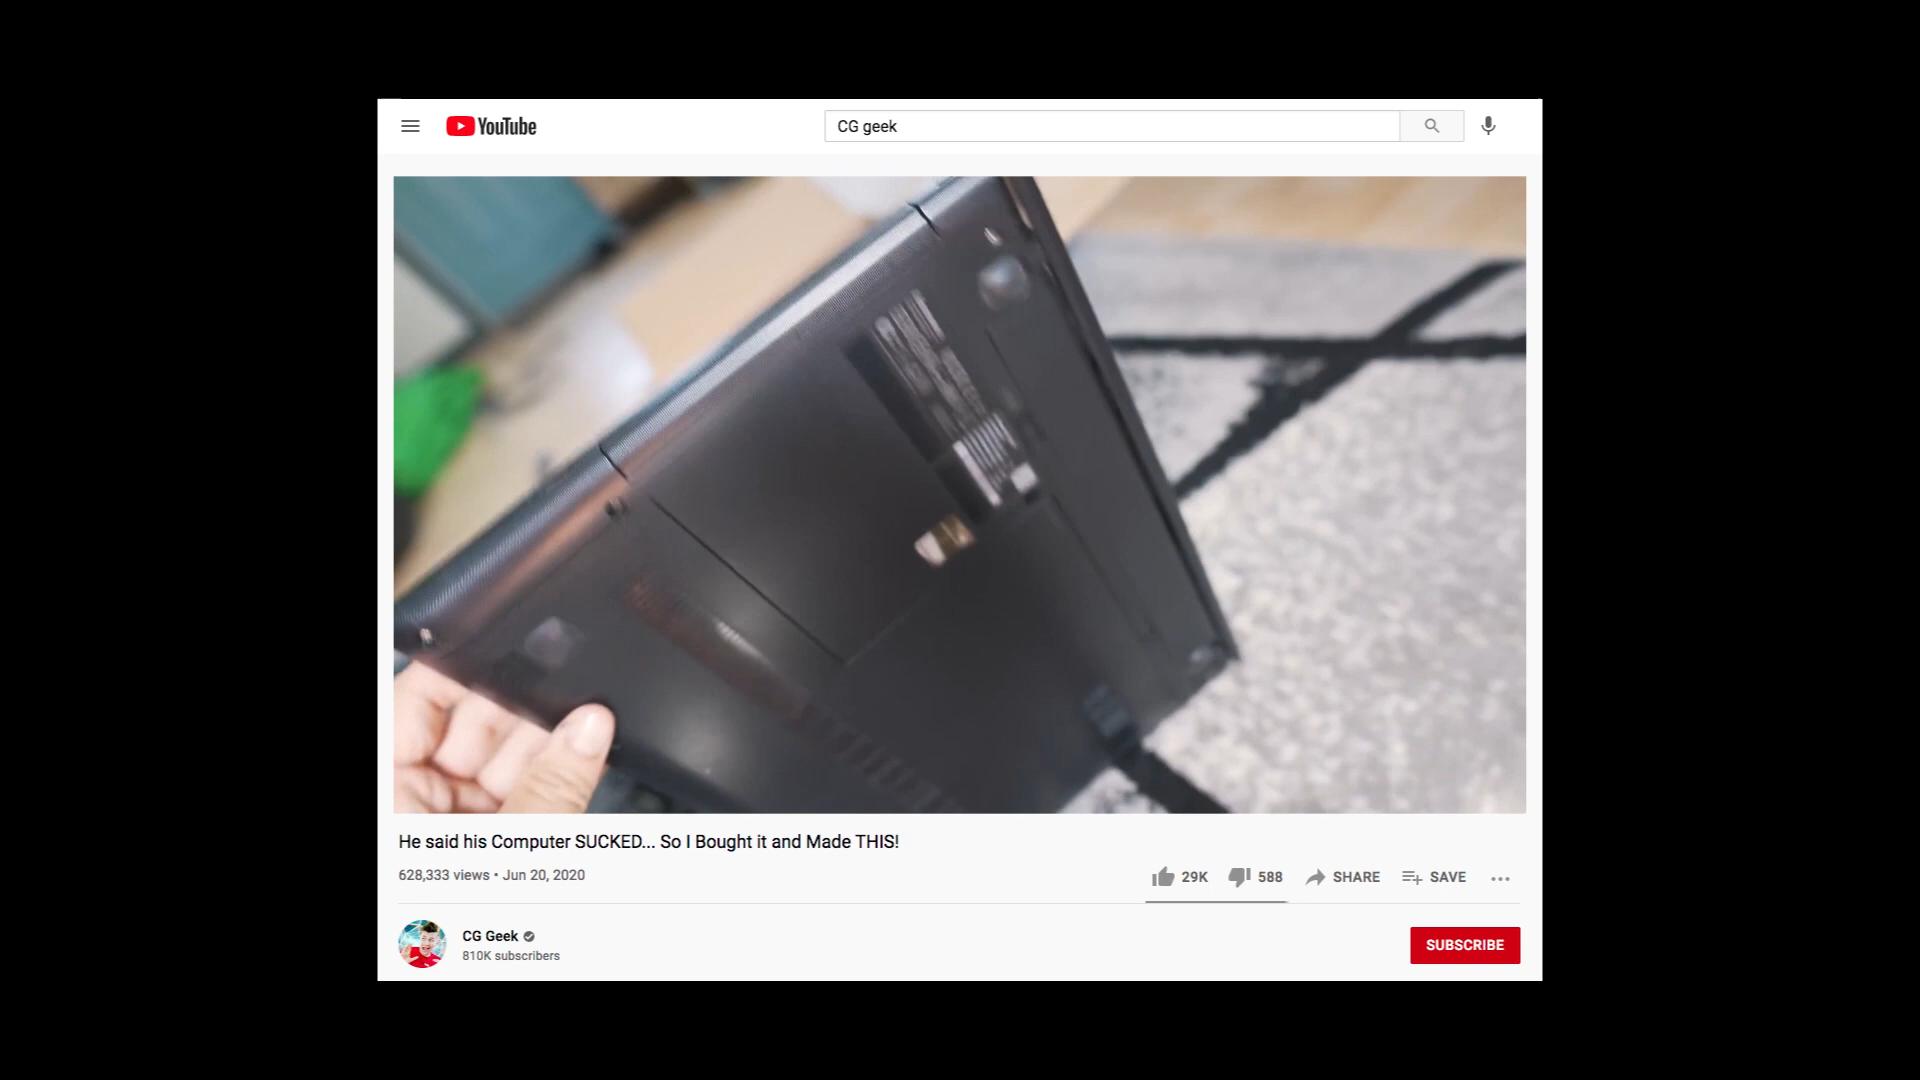 YouTube
CG geek
He said his Computer SUCKED... So I Bought it and Made THIS!
628,333 views • Jun 20, 2020
29K 588 SHARE SAVE
CG Geek
810K subscribers
SUBSCRIBE